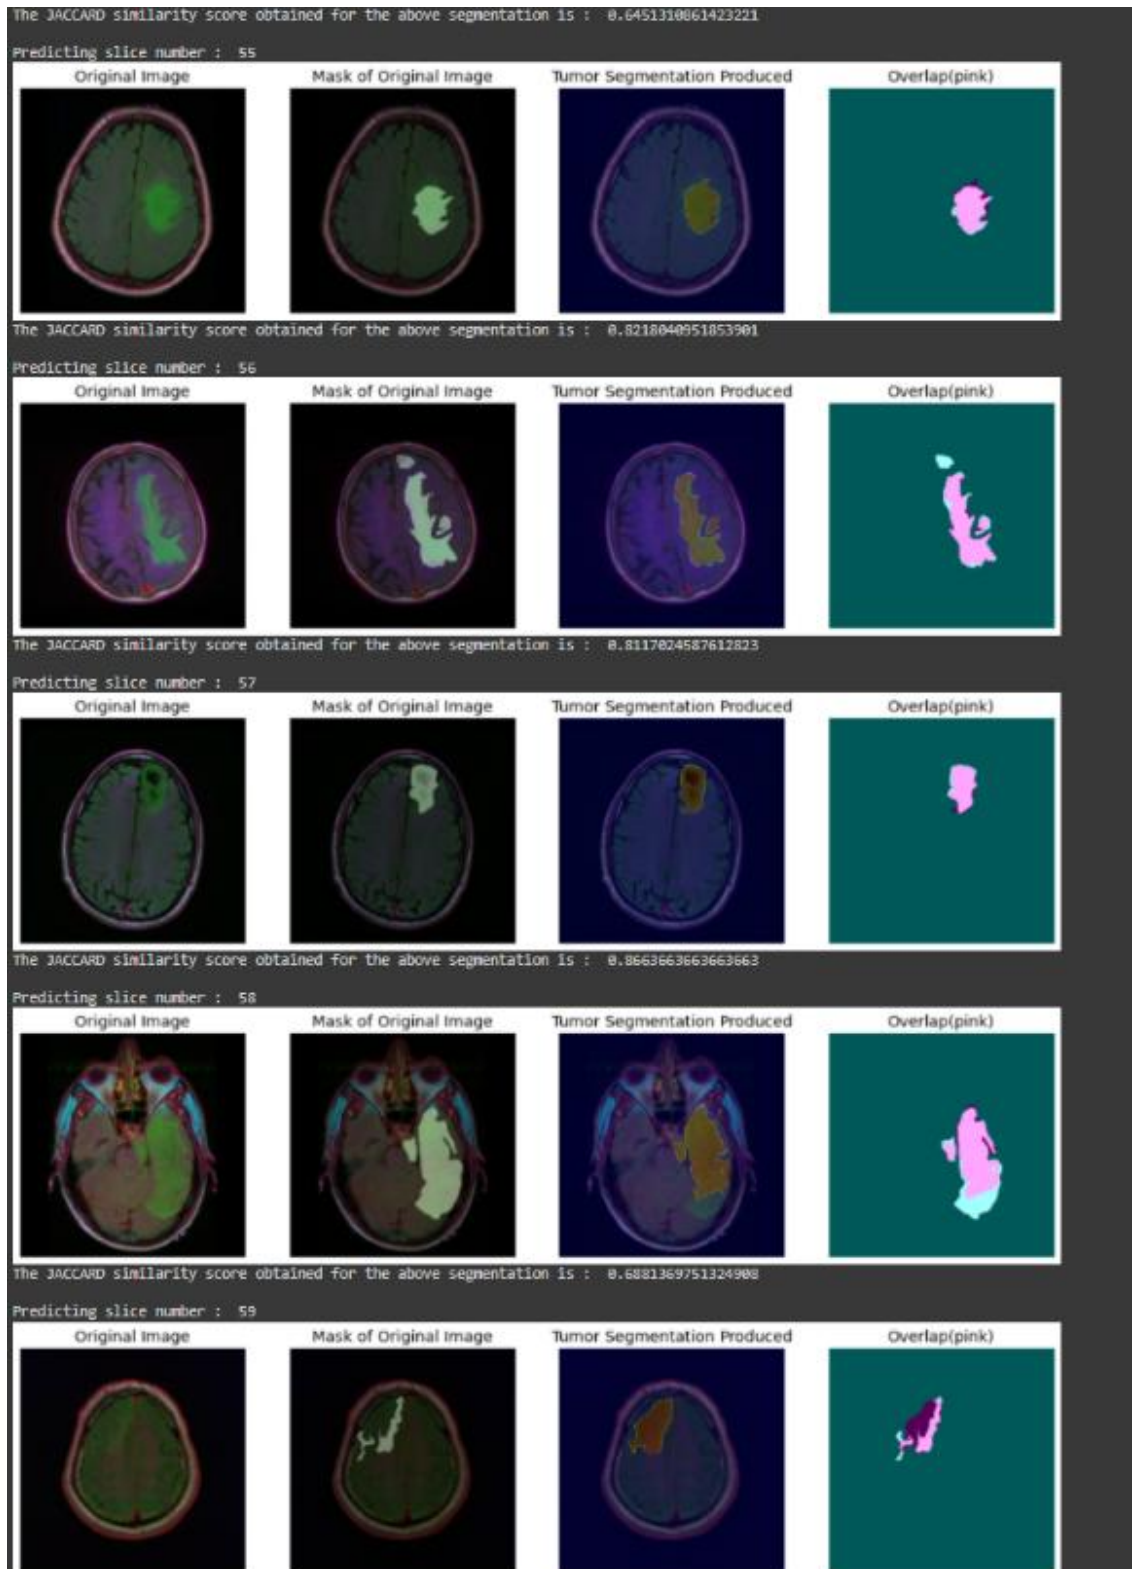 The JACCARD similarity score obtained for the above segmentation is :  0.6451310861423221
Predicting slice number :  55
Original Image Mask of Original Image Tumor Segmentation Produced Overlap(pink)
The JACCARD similarity score obtained for the above segmentation is :  0.8218040951853901
Predicting slice number :  56
Original Image Mask of Original Image Tumor Segmentation Produced Overlap(pink)
The JACCARD similarity score obtained for the above segmentation is :  0.8117024587612823
Predicting slice number :  57
Original Image Mask of Original Image Tumor Segmentation Produced Overlap(pink)
The JACCARD similarity score obtained for the above segmentation is :  0.8663663663663663
Predicting slice number :  58
Original Image Mask of Original Image Tumor Segmentation Produced Overlap(pink)
The JACCARD similarity score obtained for the above segmentation is :  0.6881369751324908
Predicting slice number :  59
Original Image Mask of Original Image Tumor Segmentation Produced Overlap(pink)